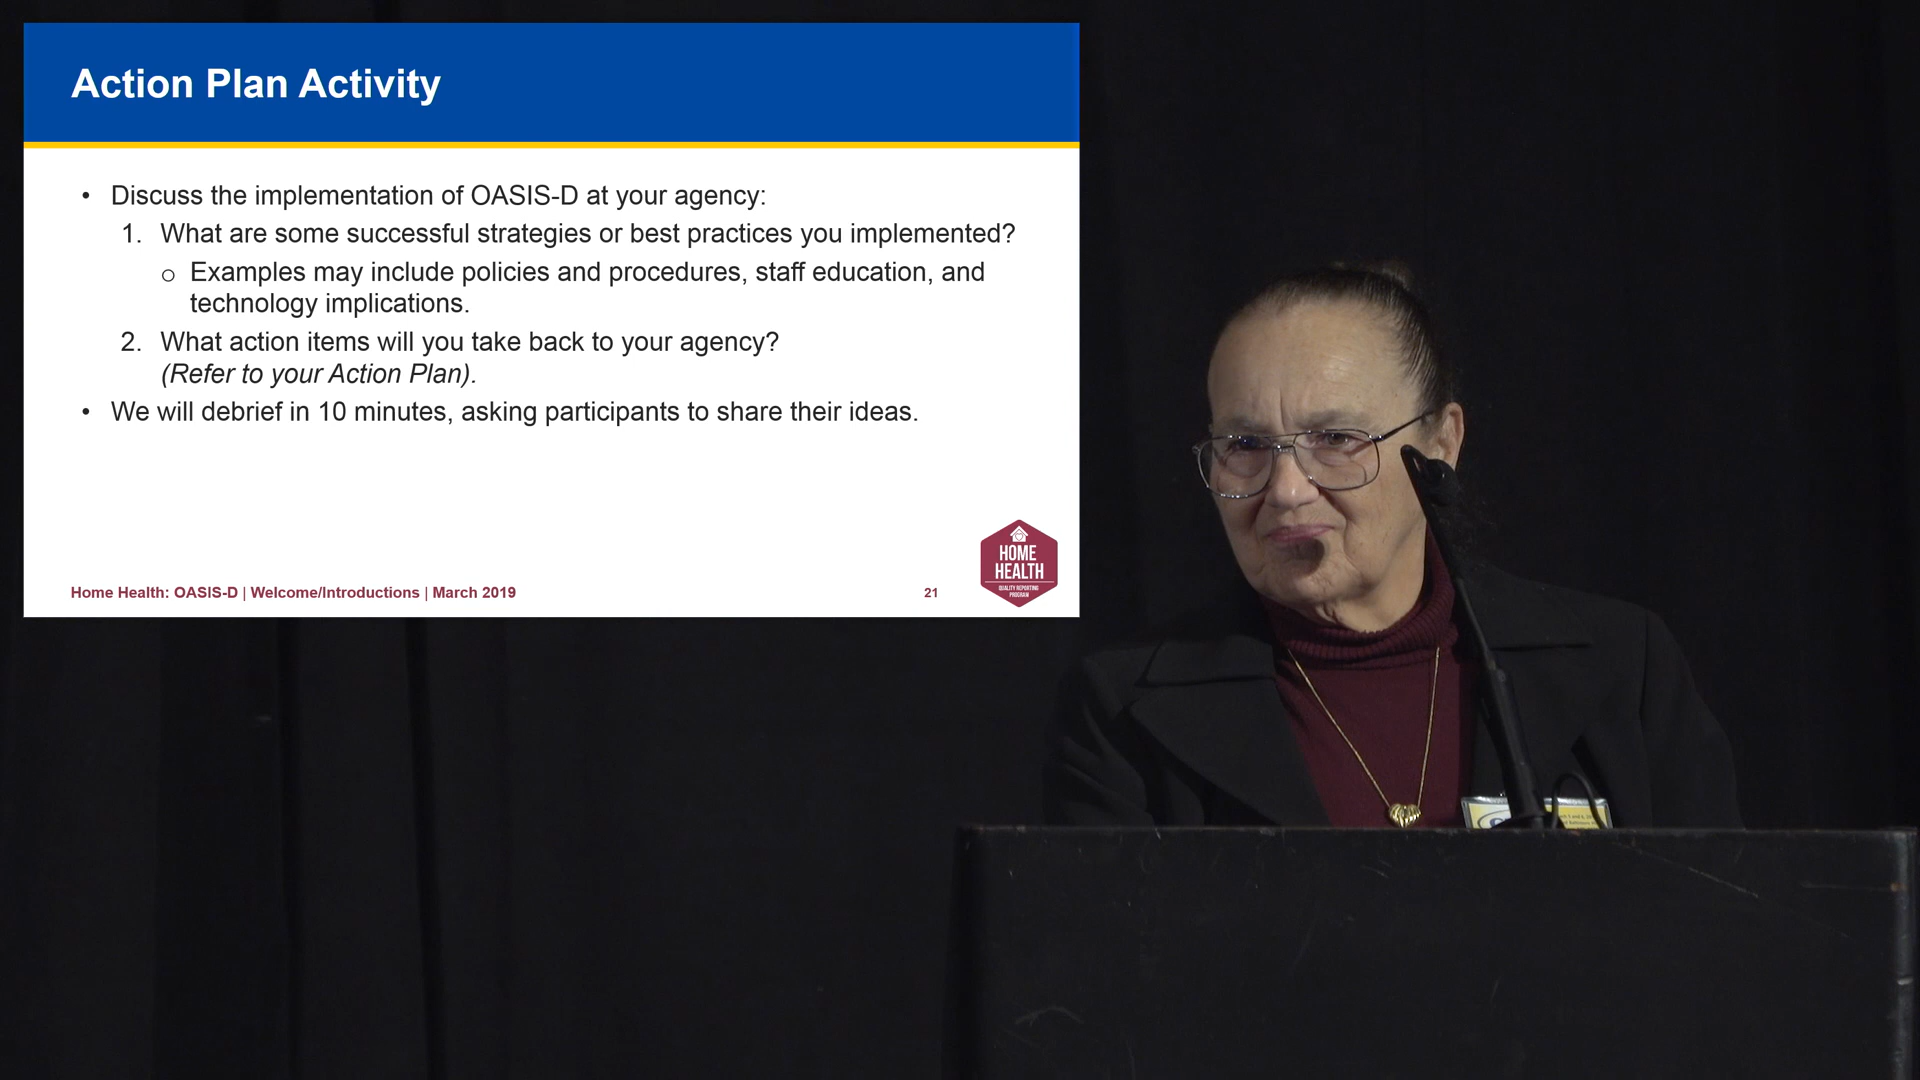 Action Plan Activity
• Discuss the implementation of OASIS-D at your agency:
1. What are some successful strategies or best practices you implemented?
o Examples may include policies and procedures, staff education, and
technology implications.
2. What action items will you take back to your agency?
(Refer to your Action Plan).
• We will debrief in 10 minutes, asking participants to share their ideas.
HOME
HEALTH
QUALITY REPORTING
PROGRAM
Home Health: OASIS-D | Welcome/Introductions | March 2019
21